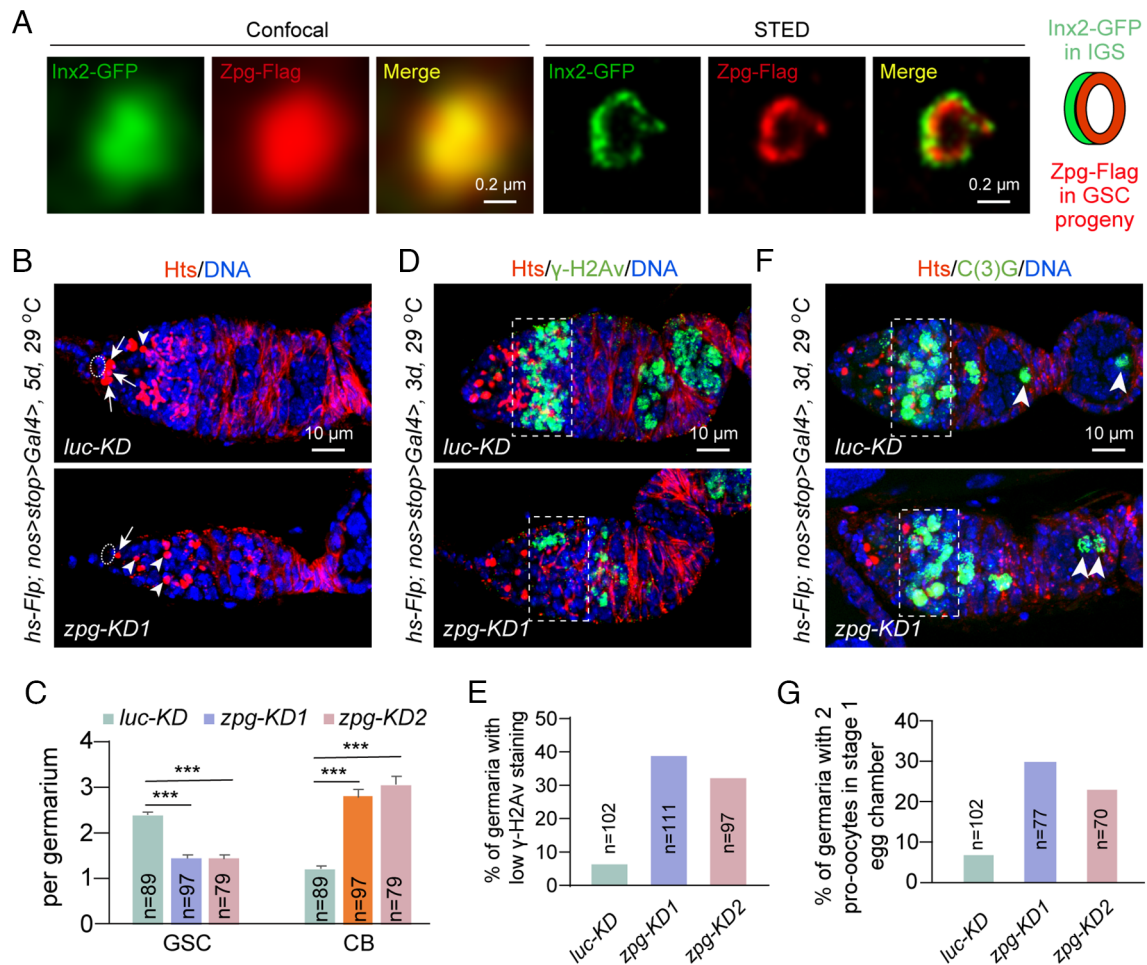 A
Confocal
STED
Inx2-GFP
Zpg-Flag
Merge
0.2 µm
Inx2-GFP
Zpg-Flag
Merge
0.2 µm
Inx2-GFP
in IGS
Zpg-Flag
in GSC
progeny
B
Hts/DNA
hs-Flp; nos>stop>Gal4>, 5d, 29 °C
luc-KD
10 µm
zpg-KD1
D
Hts/γ-H2Av/DNA
hs-Flp; nos>stop>Gal4>, 3d, 29 °C
luc-KD
10 µm
zpg-KD1
F
Hts/C(3)G/DNA
hs-Flp; nos>stop>Gal4>, 3d, 29 °C
luc-KD
10 µm
zpg-KD1
C
luc-KD zpg-KD1 zpg-KD2
per germarium
4
3
2
1
0
***
***
***
***
n=89
n=97
n=79
n=89
n=97
n=79
GSC
CB
E
% of germaria with
low γ-H2Av staining
50
40
30
20
10
0
n=102
n=111
n=97
luc-KD
zpg-KD1
zpg-KD2
G
% of germaria with 2
pro-oocytes in stage 1
egg chamber
40
30
20
10
0
n=102
n=77
n=70
luc-KD
zpg-KD1
zpg-KD2